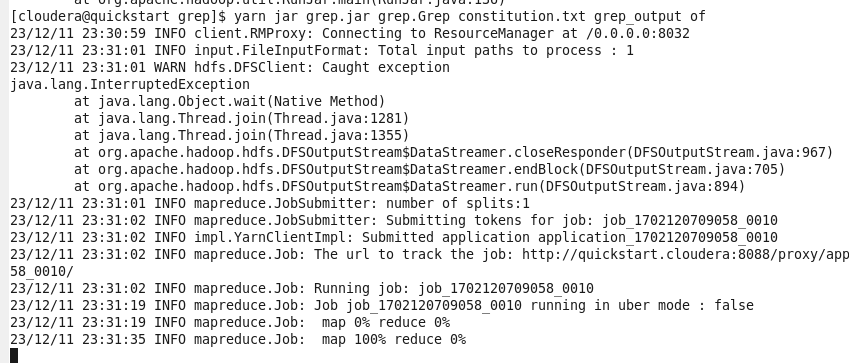 at org.apache.hadoop.util.RunJar.main(RunJar.java:136)
[cloudera@quickstart grep]$ yarn jar grep.jar grep.Grep constitution.txt grep_output of
23/12/11 23:30:59 INFO client.RMProxy: Connecting to ResourceManager at /0.0.0.0:8032
23/12/11 23:31:01 INFO input.FileInputFormat: Total input paths to process : 1
23/12/11 23:31:01 WARN hdfs.DFSClient: Caught exception
java.lang.InterruptedException
        at java.lang.Object.wait(Native Method)
        at java.lang.Thread.join(Thread.java:1281)
        at java.lang.Thread.join(Thread.java:1355)
        at org.apache.hadoop.hdfs.DFSOutputStream$DataStreamer.closeResponder(DFSOutputStream.java:967)
        at org.apache.hadoop.hdfs.DFSOutputStream$DataStreamer.endBlock(DFSOutputStream.java:705)
        at org.apache.hadoop.hdfs.DFSOutputStream$DataStreamer.run(DFSOutputStream.java:894)
23/12/11 23:31:01 INFO mapreduce.JobSubmitter: number of splits:1
23/12/11 23:31:02 INFO mapreduce.JobSubmitter: Submitting tokens for job: job_1702120709058_0010
23/12/11 23:31:02 INFO impl.YarnClientImpl: Submitted application application_1702120709058_0010
23/12/11 23:31:02 INFO mapreduce.Job: The url to track the job: http://quickstart.cloudera:8088/proxy/app
58_0010/
23/12/11 23:31:02 INFO mapreduce.Job: Running job: job_1702120709058_0010
23/12/11 23:31:19 INFO mapreduce.Job: Job job_1702120709058_0010 running in uber mode : false
23/12/11 23:31:19 INFO mapreduce.Job:  map 0% reduce 0%
23/12/11 23:31:35 INFO mapreduce.Job:  map 100% reduce 0%